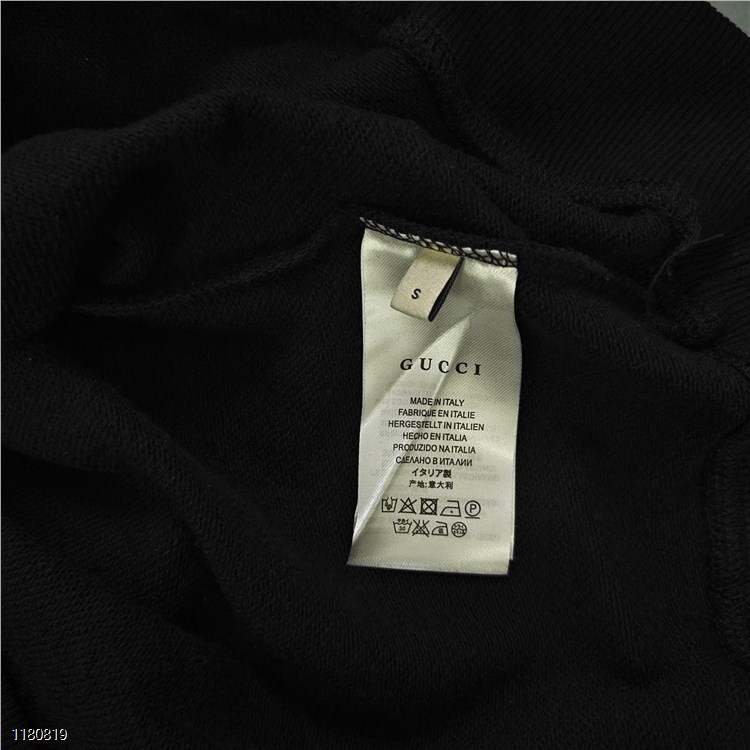 S
GUCCI
MADE IN ITALY
FABRIQUE EN ITALIE
HERGESTELLT IN ITALIEN
HECHO EN ITALIA
PRODUZIDO NA ITALIA
СДЕЛАНО В ИТАЛИИ
イタリア製
产地:意大利
P
30
1180819